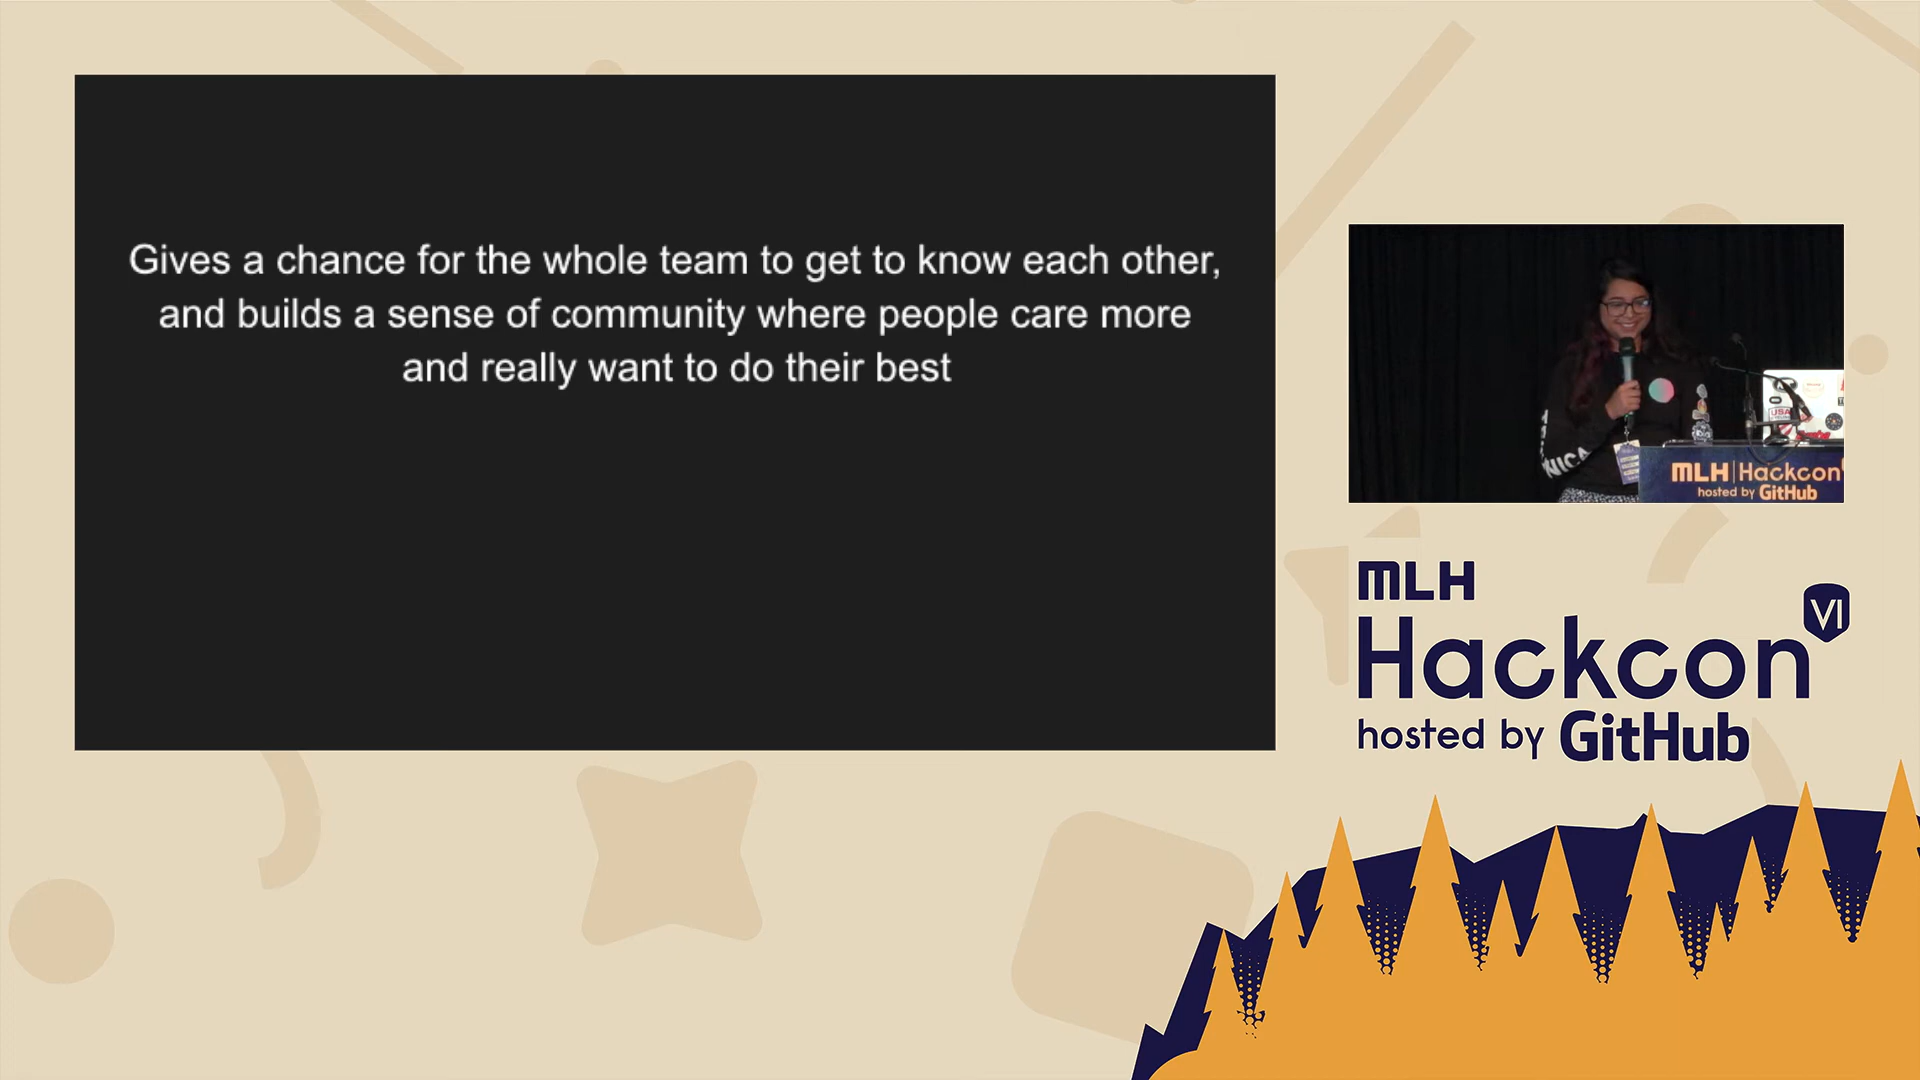 Gives a chance for the whole team to get to know each other,
and builds a sense of community where people care more
and really want to do their best
USA
NICA
MLH Hackcon
hosted by GitHub
MLH
Hackcon VI
hosted by GitHub